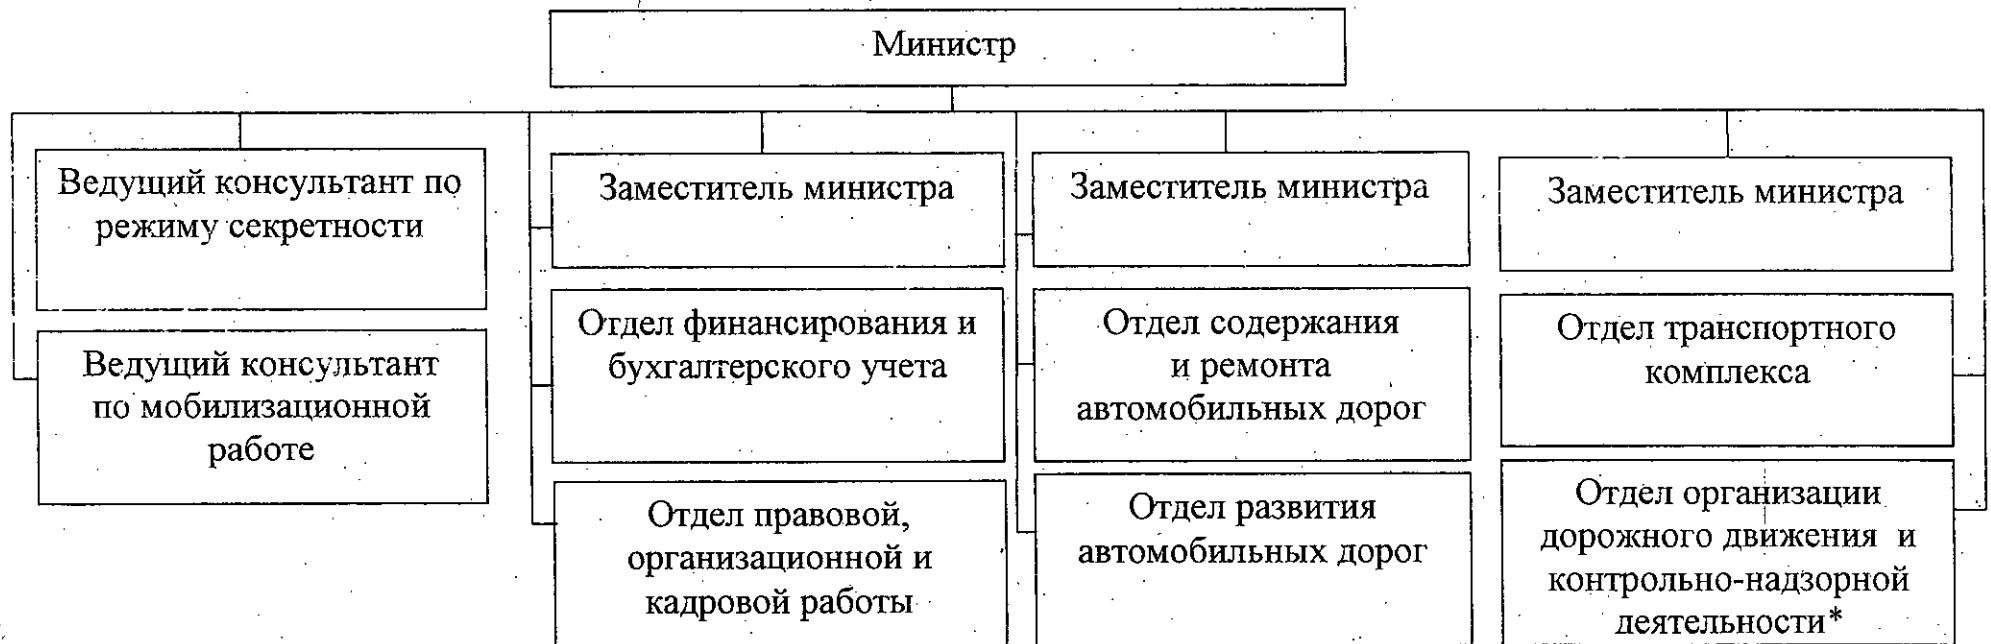 Министр
Ведущий консультант по
режиму секретности
Ведущий консультант
по мобилизационной
работе
Заместитель министра
Отдел финансирования и
бухгалтерского учета
Отдел правовой,
организационной и
кадровой работы
Заместитель министра
Отдел содержания
и ремонта
автомобильных дорог
Отдел развития
автомобильных дорог
Заместитель министра
Отдел транспортного
комплекса
Отдел организации
дорожного движения и
контрольно-надзорной
деятельности*